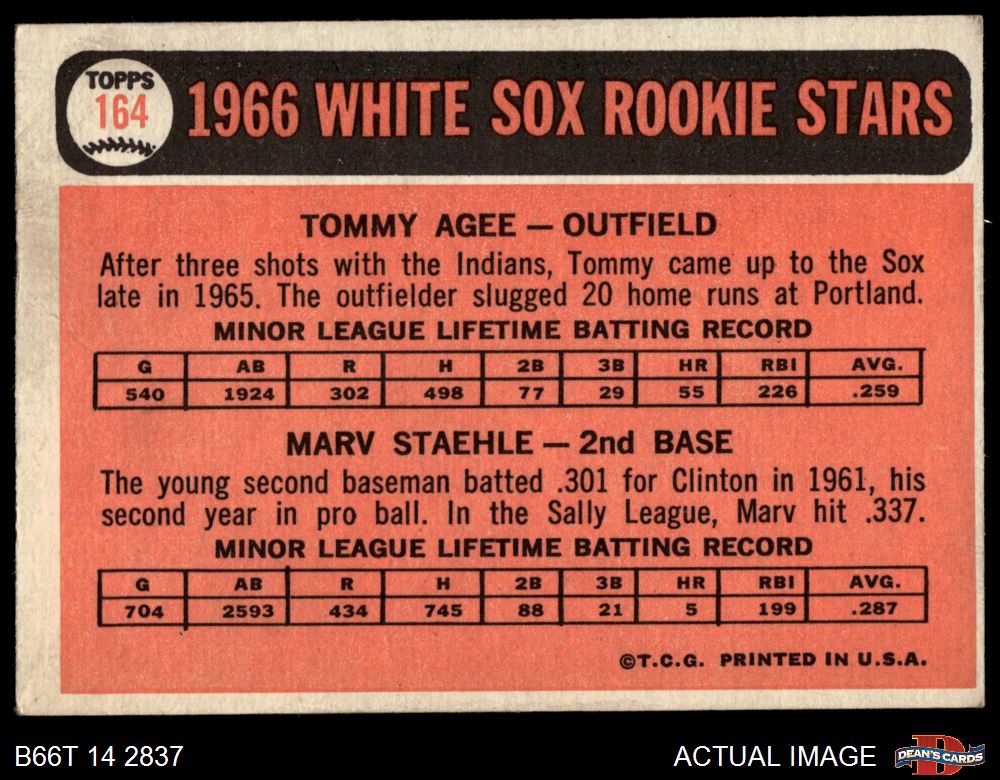 TOPPS
164
1966 WHITE SOX ROOKIE STARS
TOMMY AGEE — OUTFIELD
After three shots with the Indians, Tommy came up to the Sox
late in 1965. The outfielder slugged 20 home runs at Portland.
MINOR LEAGUE LIFETIME BATTING RECORD
G AB R H 2B 3B HR RBI AVG.
540 1924 302 498 77 29 55 226 .259
MARV STAEHLE — 2nd BASE
The young second baseman batted .301 for Clinton in 1961, his
second year in pro ball. In the Sally League, Marv hit .337.
MINOR LEAGUE LIFETIME BATTING RECORD
G AB R H 2B 3B HR RBI AVG.
704 2593 434 745 88 21 5 199 .287
©T.C.G. PRINTED IN U.S.A.
B66T 14 2837
ACTUAL IMAGE
D
DEAN'S CARDS